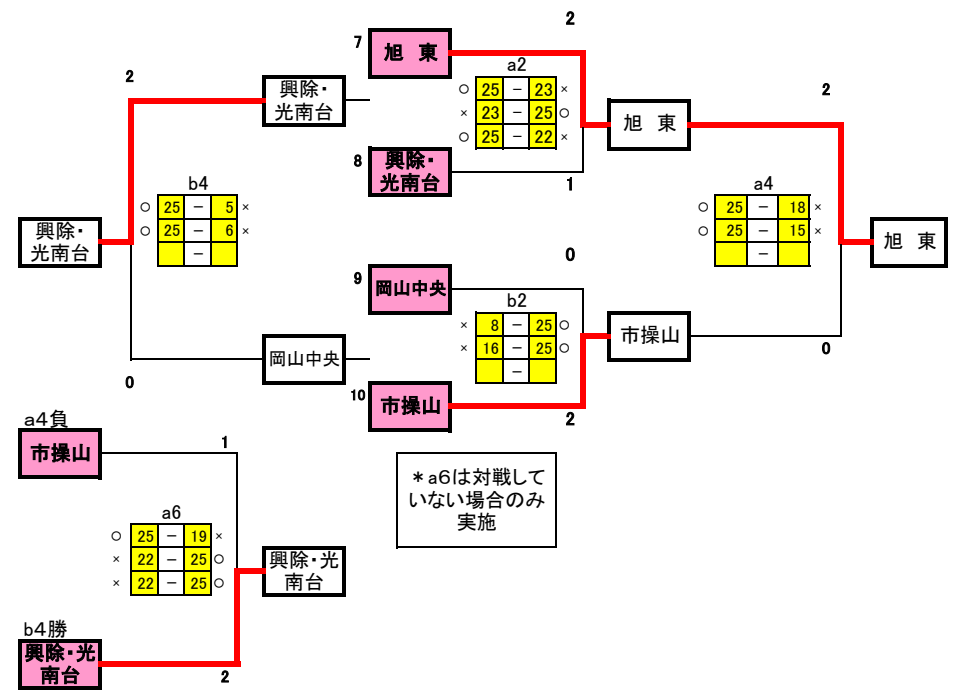 2
7
旭 東
2
a2
興除・
光南台
○ 25 － 23 ×
× 23 － 25 ○
○ 25 － 22 ×
2
旭 東
8
興除・
光南台
1
b4
○ 25 － 5 ×
○ 25 － 6 ×
－
a4
○ 25 － 18 ×
○ 25 － 15 ×
－
興除・
光南台
旭 東
0
9
岡山中央
b2
× 8 － 25 ○
× 16 － 25 ○
－
市操山
0
岡山中央
0
10
市操山
2
a4負
市操山
1
＊a6は対戦して
いない場合のみ
実施
a6
○ 25 － 19 ×
× 22 － 25 ○
× 22 － 25 ○
興除・光
南台
b4勝
興除・光
南台
2